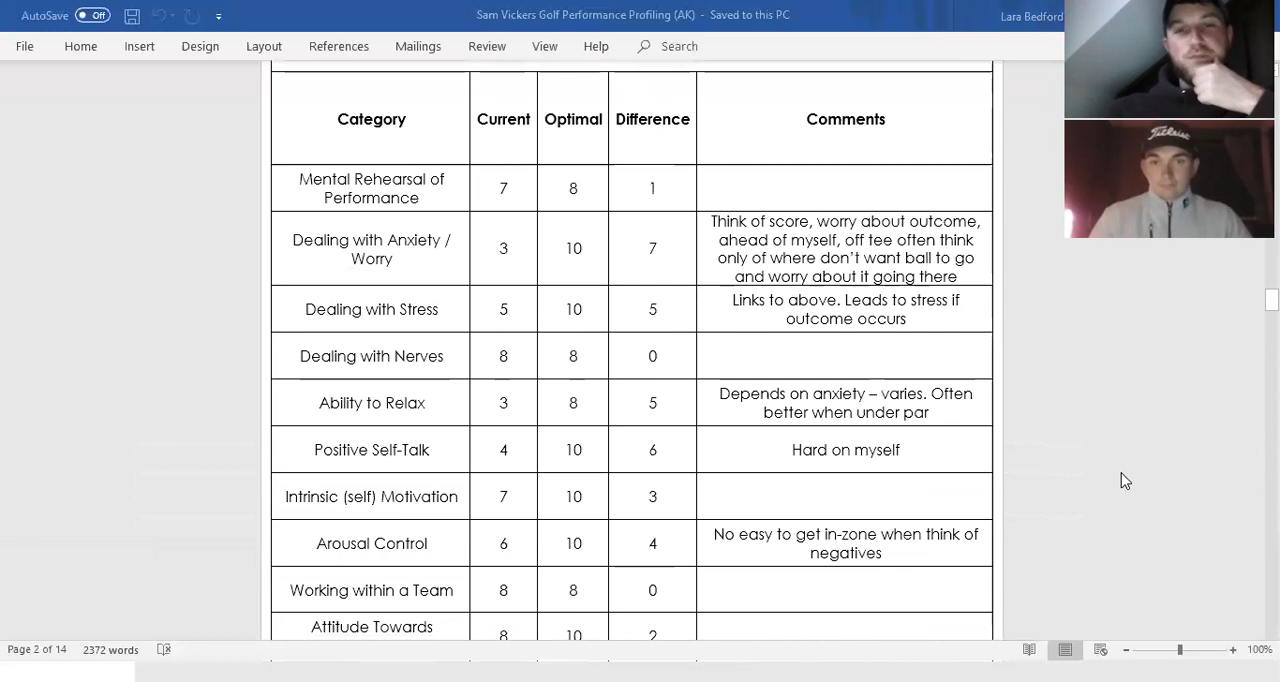 AutoSave Off Sam Vickers Golf Performance Profiling (AK) - Saved to this PC Lara Bedford
File Home Insert Design Layout References Mailings Review View Help Search
Category Current Optimal Difference Comments
Mental Rehearsal of
Performance
7 8 1
Dealing with Anxiety /
Worry
3 10 7
Think of score, worry about outcome,
ahead of myself, off tee often think
only of where don't want ball to go
and worry about it going there
Dealing with Stress 5 10 5
Links to above. Leads to stress if
outcome occurs
Dealing with Nerves 8 8 0
Ability to Relax 3 8 5
Depends on anxiety – varies. Often
better when under par
Positive Self-Talk 4 10 6 Hard on myself
Intrinsic (self) Motivation 7 10 3
Arousal Control 6 10 4
No easy to get in-zone when think of
negatives
Working within a Team 8 8 0
Attitude Towards
8 10 2
Titleist
Page 2 of 14 2372 words 100%